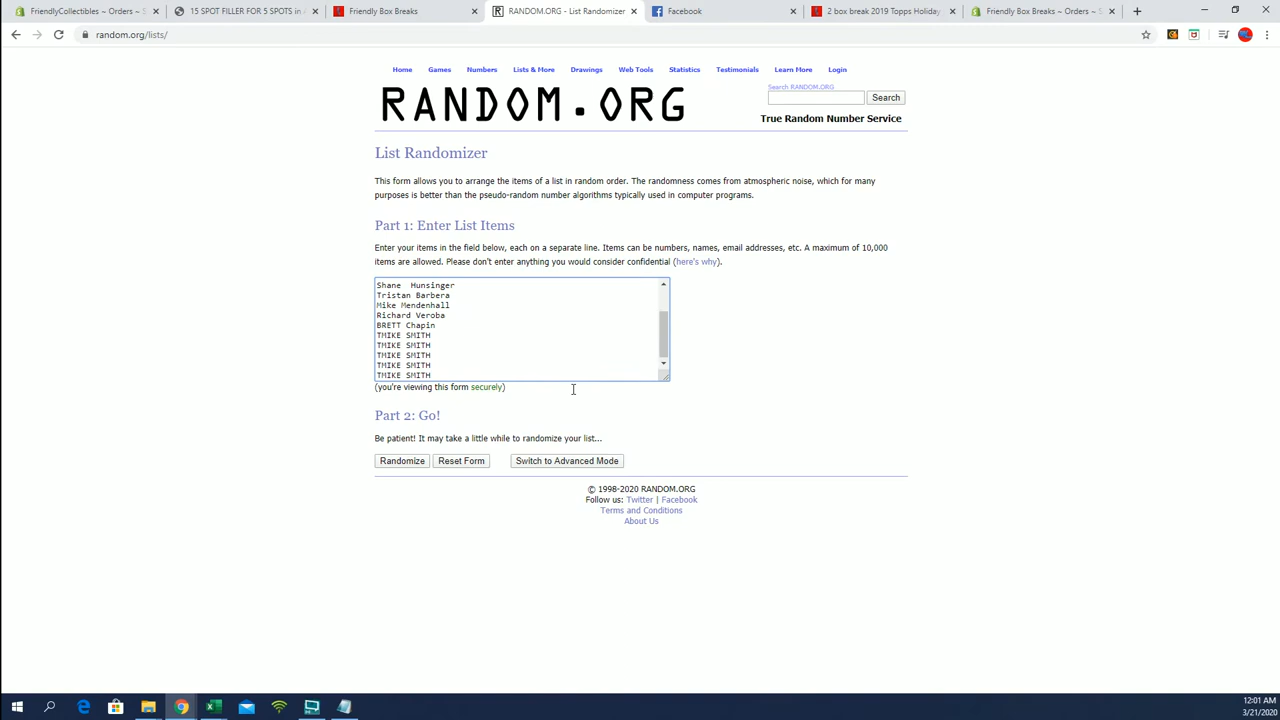 FriendlyCollectibles ~ Orders ~ S
15 SPOT FILLER FOR 5 SPOTS in
Friendly Box Breaks
RANDOM.ORG - List Randomizer
Facebook
2 box break 2019 Topps Holiday
Friendly Box Breaks ~ Orders ~ S
random.org/lists/
Home Games Numbers Lists & More Drawings Web Tools Statistics Testimonials Learn More Login
RANDOM.ORG
Search RANDOM.ORG
Search
True Random Number Service
List Randomizer
This form allows you to arrange the items of a list in random order. The randomness comes from atmospheric noise, which for many
purposes is better than the pseudo-random number algorithms typically used in computer programs.
Part 1: Enter List Items
Enter your items in the field below, each on a separate line. Items can be numbers, names, email addresses, etc. A maximum of 10,000
items are allowed. Please don't enter anything you would consider confidential (here's why).
Shane  Hunsinger
Tristan Barbera
Mike Mendenhall
Richard Veroba
BRETT Chapin
TMIKE SMITH
TMIKE SMITH
TMIKE SMITH
TMIKE SMITH
TMIKE SMITH
(you're viewing this form securely)
Part 2: Go!
Be patient! It may take a little while to randomize your list...
Randomize Reset Form Switch to Advanced Mode
© 1998-2020 RANDOM.ORG
Follow us: Twitter | Facebook
Terms and Conditions
About Us
12:01 AM
3/21/2020